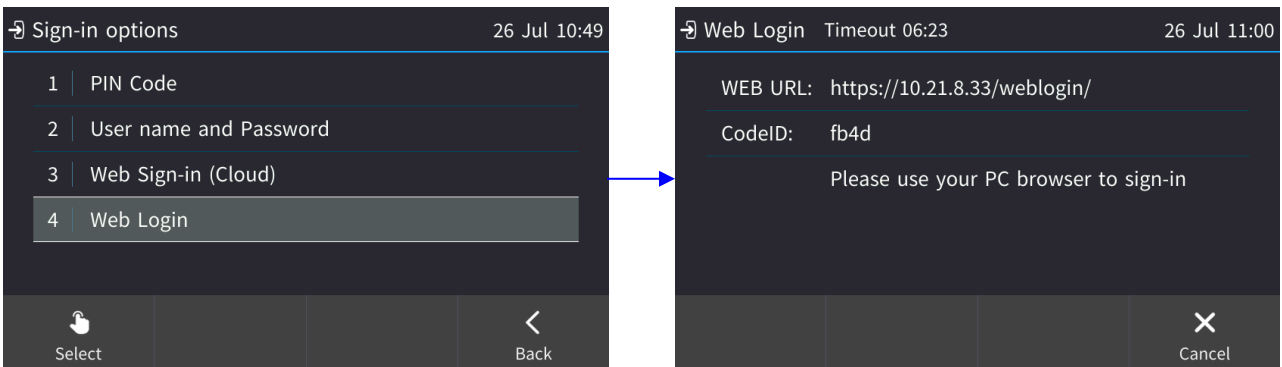 Sign-in options 26 Jul 10:49
1 PIN Code
2 User name and Password
3 Web Sign-in (Cloud)
4 Web Login
Select Back
Web Login Timeout 06:23 26 Jul 11:00
WEB URL: https://10.21.8.33/weblogin/
CodeID: fb4d
Please use your PC browser to sign-in
Cancel